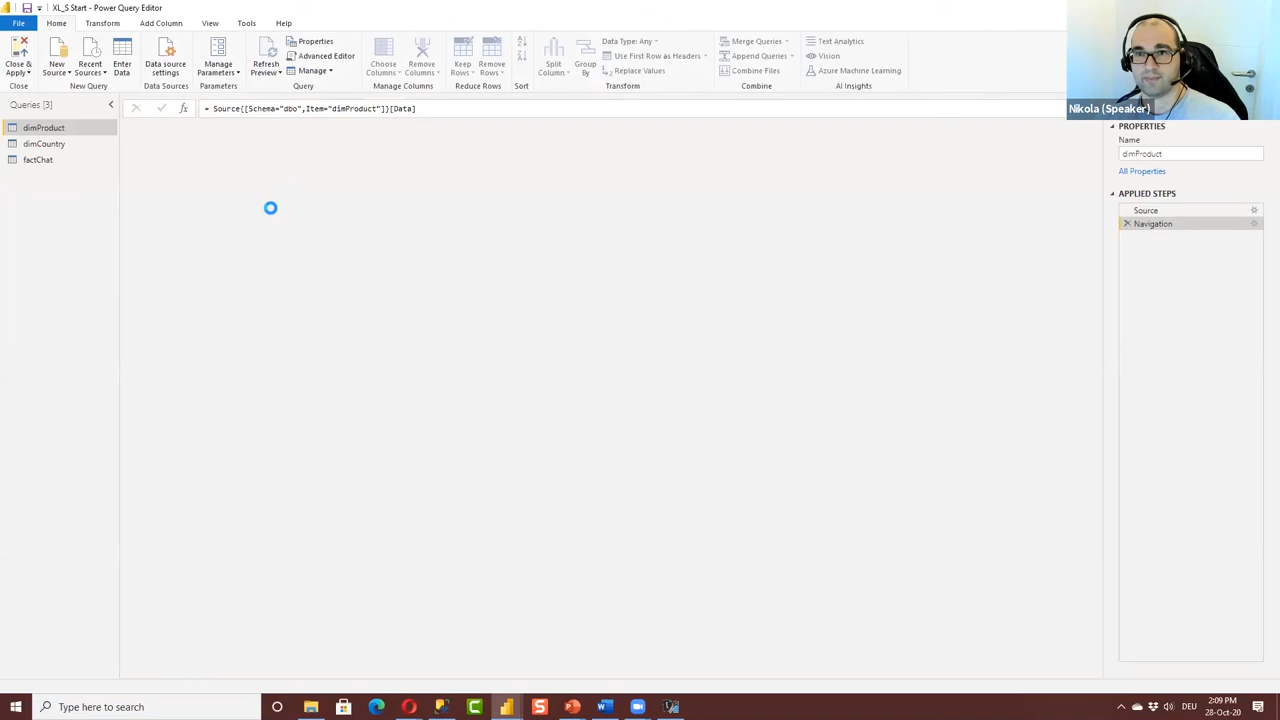 XL_S Start - Power Query Editor
File Home Transform Add Column View Tools Help
Close & Apply
New Source
Recent Sources
Enter Data
Data source settings
Manage Parameters
Refresh Preview
Properties
Advanced Editor
Manage
Choose Columns
Remove Columns
Keep Rows
Remove Rows
Split Column
Group By
Data Type: Any
Use First Row as Headers
Replace Values
Merge Queries
Append Queries
Combine Files
Text Analytics
Vision
Azure Machine Learning
Close New Query Data Sources Parameters Query Manage Columns Reduce Rows Sort Transform Combine AI Insights
Nikola (Speaker)
Queries [3]
= Source{[Schema="dbo",Item="dimProduct"]}[Data]
dimProduct
dimCountry
factChat
PROPERTIES
Name
dimProduct
All Properties
APPLIED STEPS
Source
Navigation
Type here to search
DEU
2:09 PM
28-Oct-20